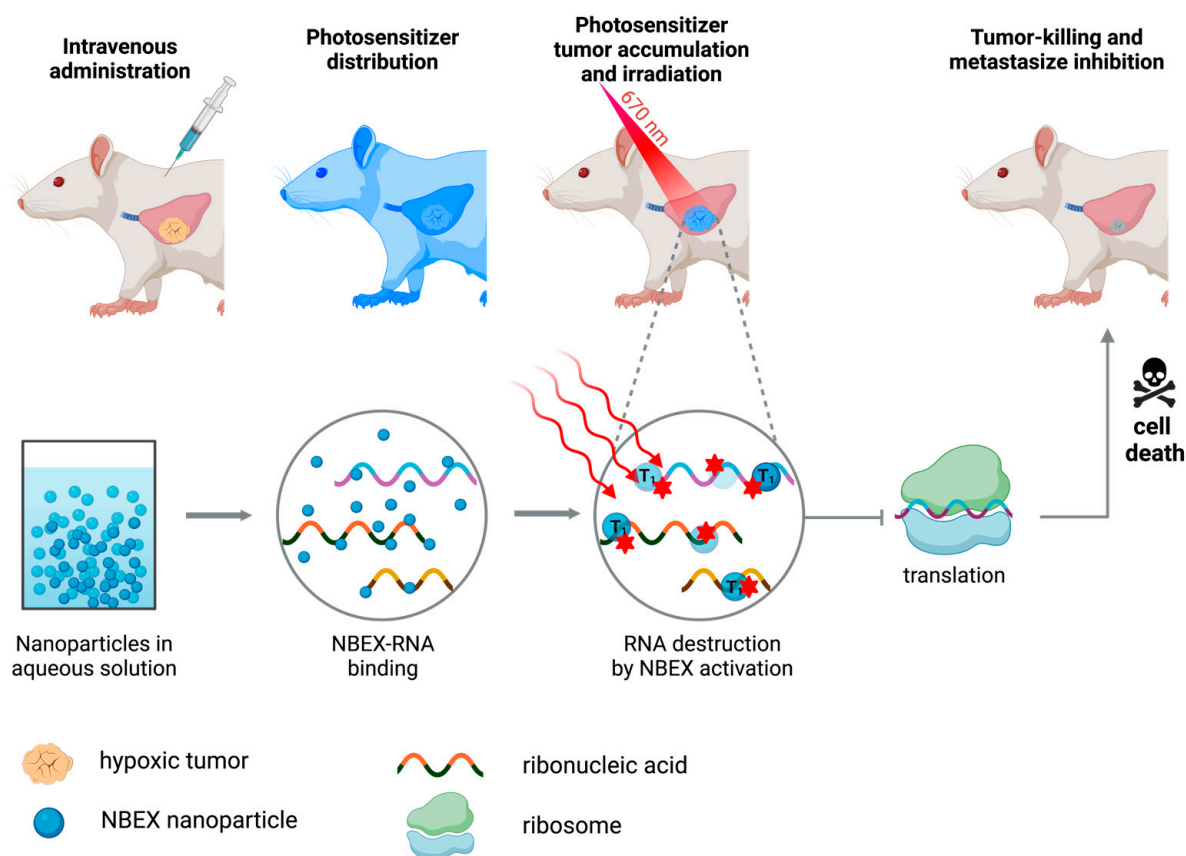 Intravenous
administration
Photosensitizer
distribution
Photosensitizer
tumor accumulation
and irradiation
Tumor-killing and
metastasize inhibition
670 nm
cell
death
T1
T1
T1
T1
translation
Nanoparticles in
aqueous solution
NBEX-RNA
binding
RNA destruction
by NBEX activation
hypoxic tumor
ribonucleic acid
NBEX nanoparticle
ribosome